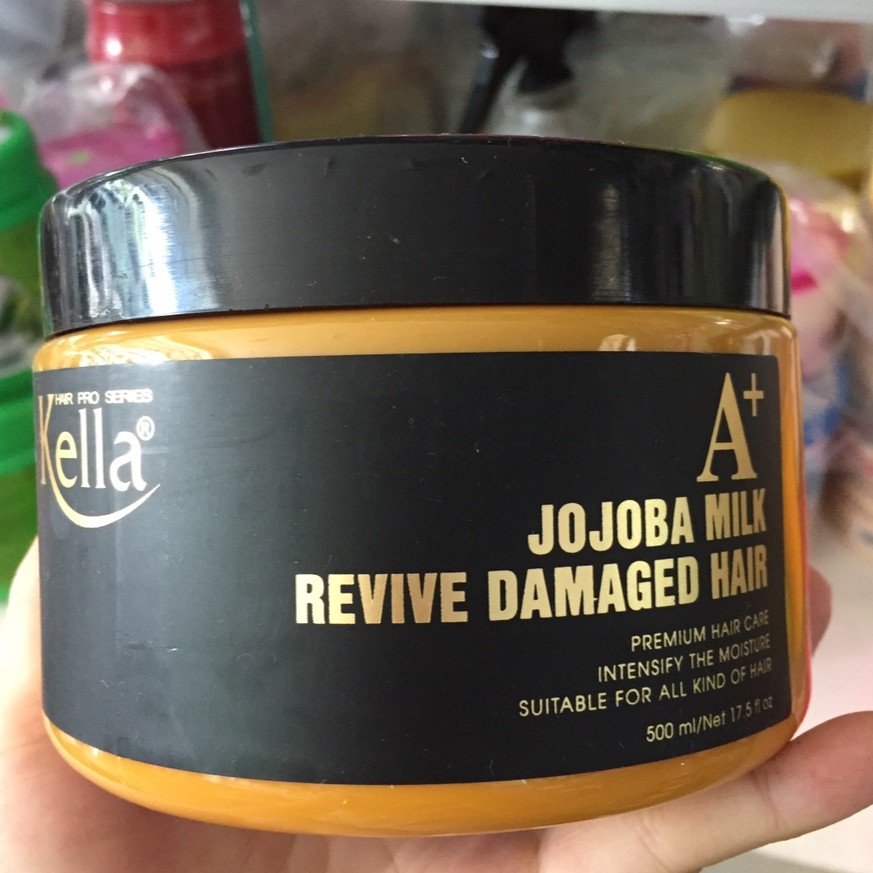 HAIR PRO SERIES
Kella®
A+
JOJOBA MILK
REVIVE DAMAGED HAIR
PREMIUM HAIR CARE
INTENSIFY THE MOISTURE
SUITABLE FOR ALL KIND OF HAIR
500 ml/Net 17.5 fl oz